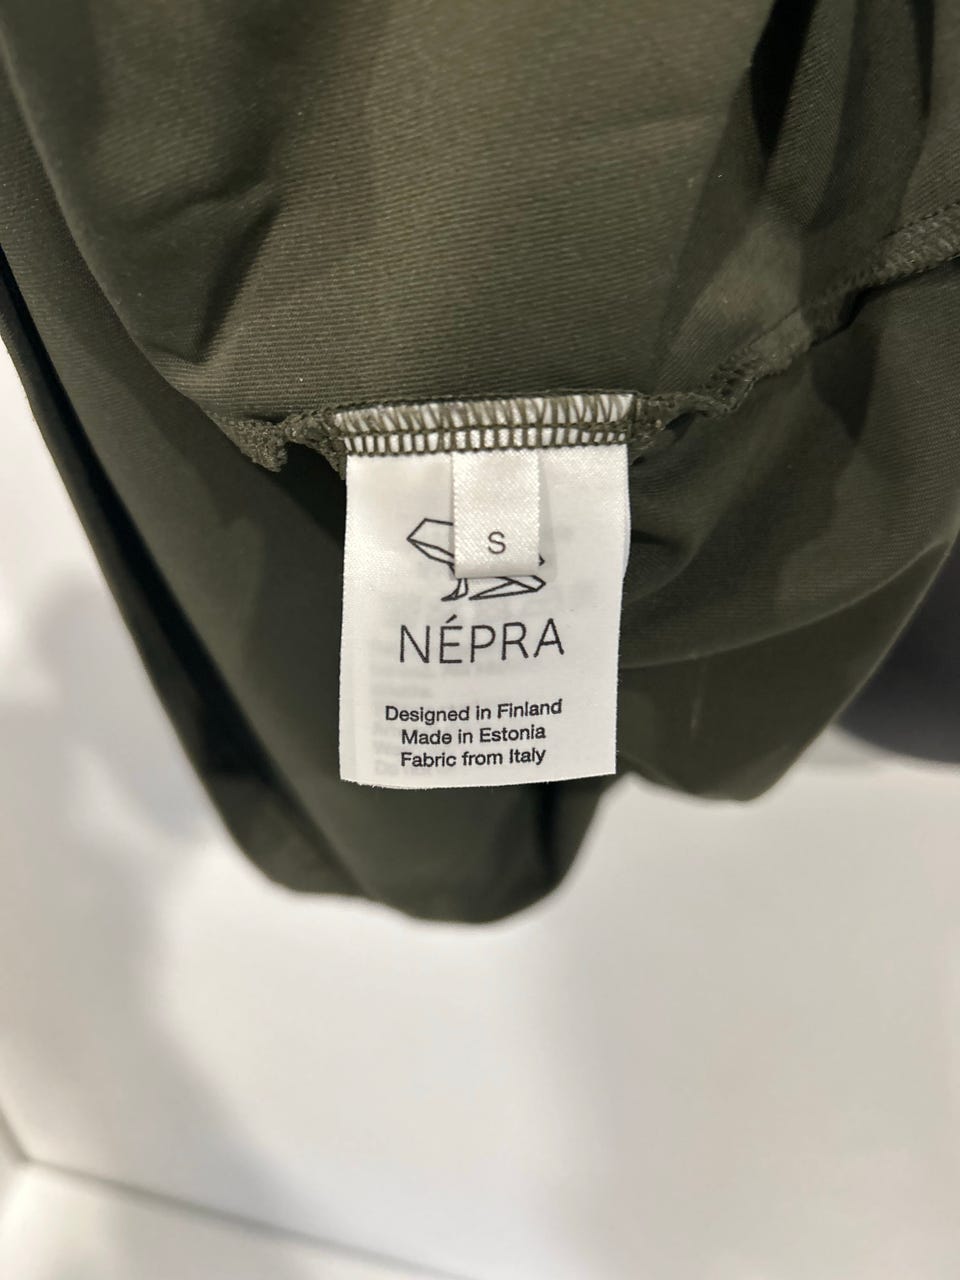 S
NÉPRA
Designed in Finland
Made in Estonia
Fabric from Italy